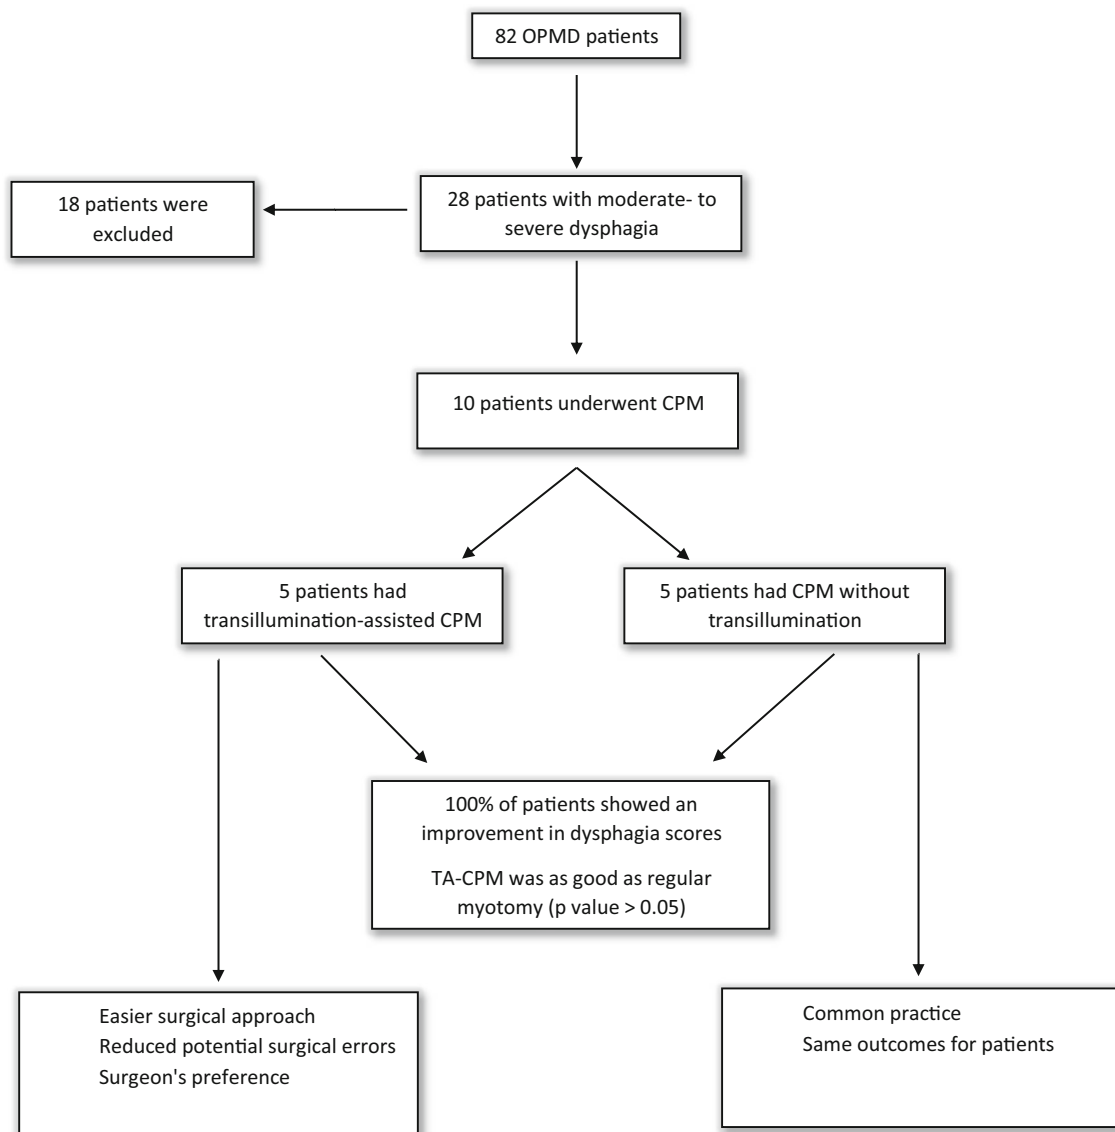 82 OPMD patients
18 patients were
excluded
28 patients with moderate- to
severe dysphagia
10 patients underwent CPM
5 patients had
transillumination-assisted CPM
5 patients had CPM without
transillumination
100% of patients showed an
improvement in dysphagia scores
TA-CPM was as good as regular
myotomy (p value > 0.05)
Easier surgical approach
Reduced potential surgical errors
Surgeon's preference
Common practice
Same outcomes for patients